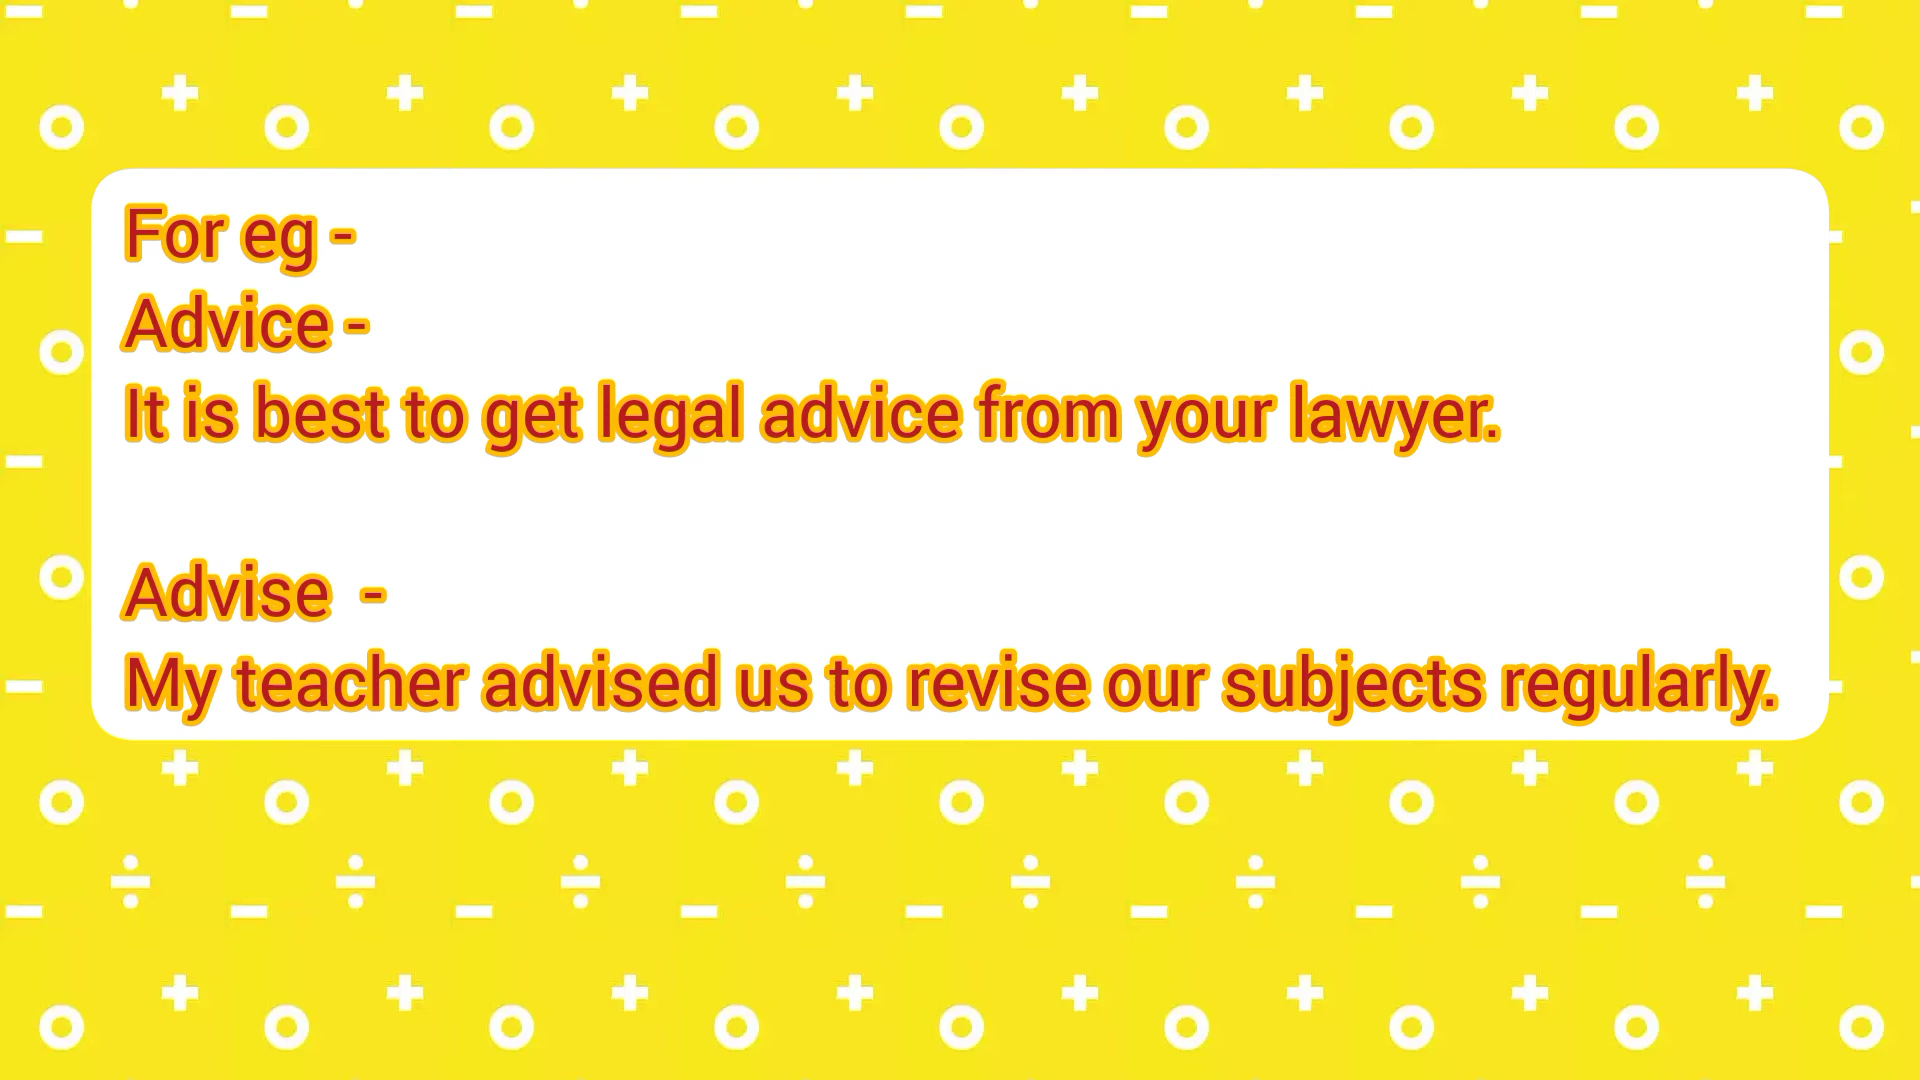 For eg -
Advice -
It is best to get legal advice from your lawyer.
Advise  -
My teacher advised us to revise our subjects regularly.